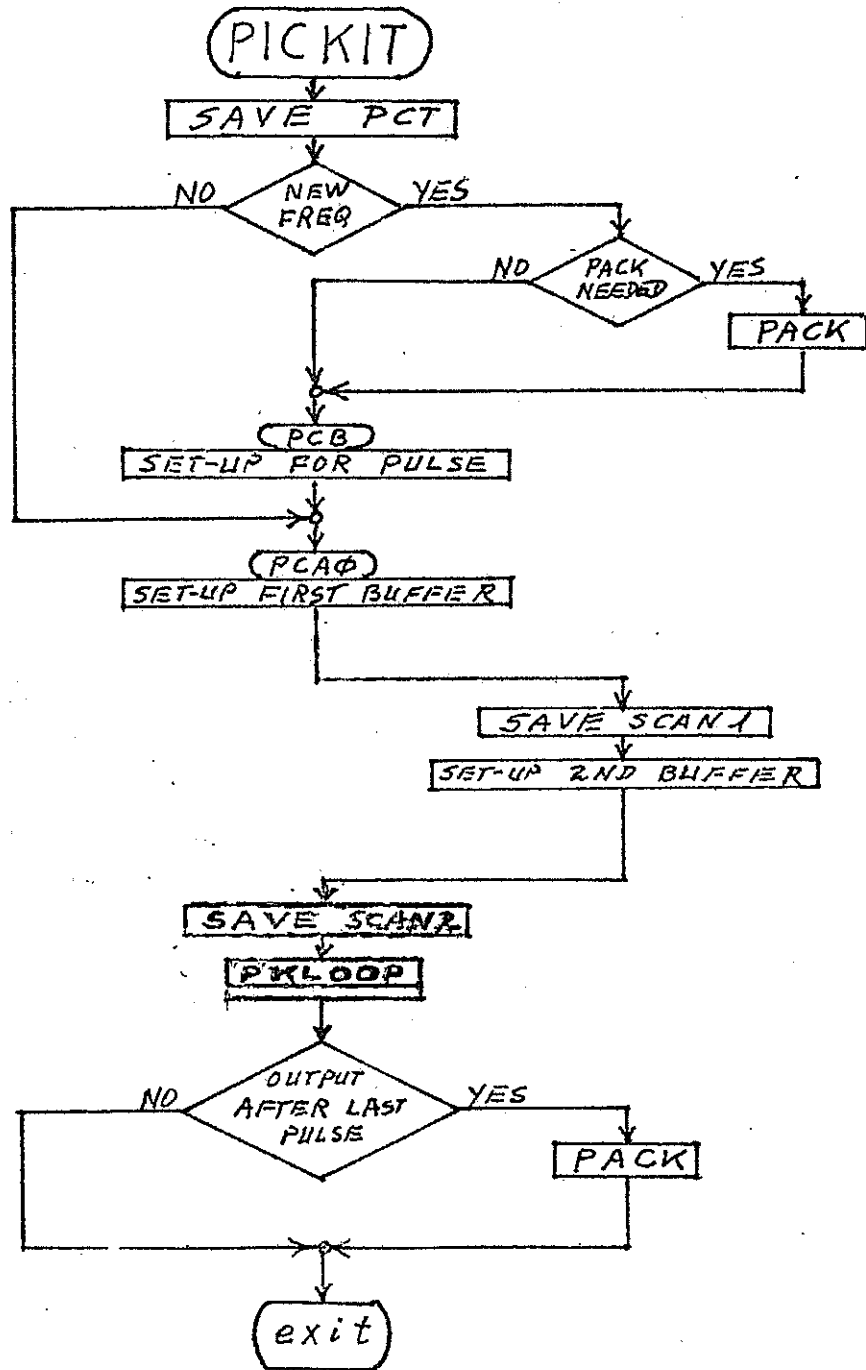 PICKIT
SAVE PCT
NO
NEW
FREQ
YES
NO
PACK
NEEDED
YES
PACK
PCB
SET-UP FOR PULSE
PCAϕ
SET-UP FIRST BUFFER
SAVE SCAN1
SET-UP 2ND BUFFER
SAVE SCAN2
PKLOOP
NO
OUTPUT
AFTER LAST
PULSE
YES
PACK
exit